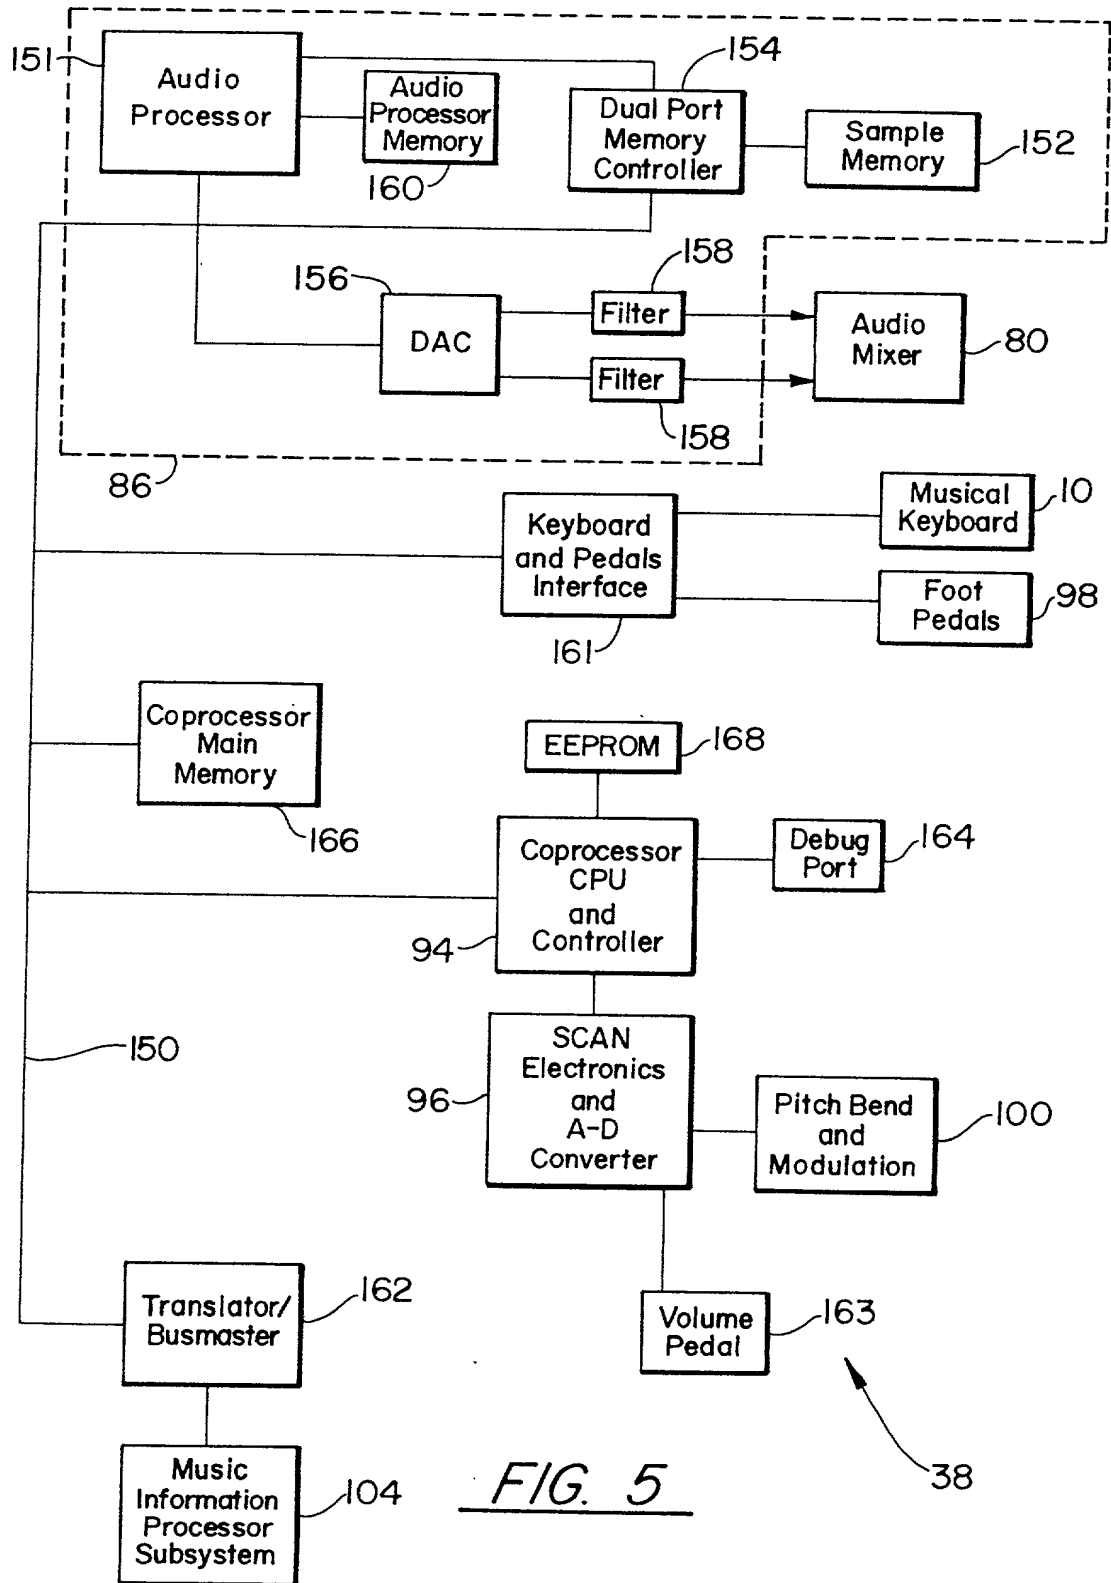 151
Audio
Processor
Audio
Processor
Memory
160
154
Dual Port
Memory
Controller
Sample
Memory
152
156
DAC
158
Filter
Filter
158
Audio
Mixer
80
86
Keyboard
and Pedals
Interface
161
Musical
Keyboard
10
Foot
Pedals
98
Coprocessor
Main
Memory
166
EEPROM
168
Coprocessor
CPU
and
Controller
94
Debug
Port
164
150
SCAN
Electronics
and
A-D
Converter
96
Pitch Bend
and
Modulation
100
Translator/
Busmaster
162
Volume
Pedal
163
Music
Information
Processor
Subsystem
104
FIG. 5
38